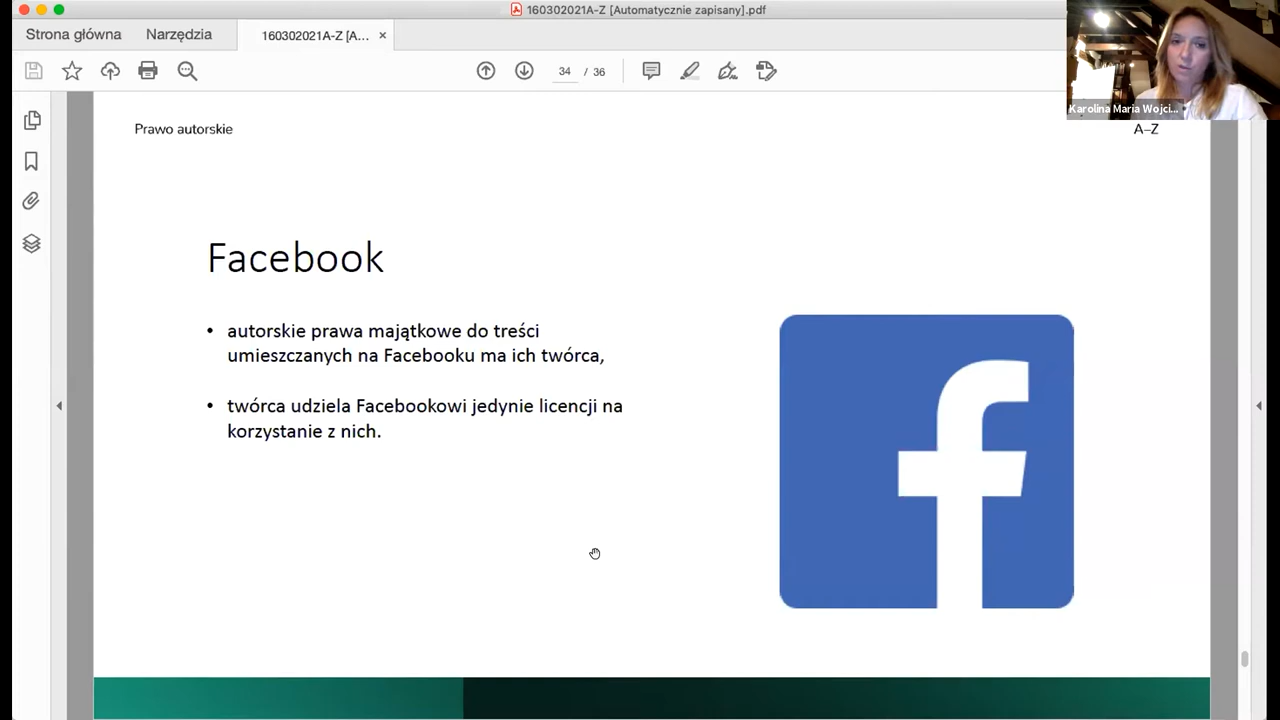 160302021A-Z [Automatycznie zapisany].pdf
Strona główna
Narzędzia
160302021A-Z [A...
34 / 36
Karolina Maria Wojci...
Prawo autorskie
A–Z
Facebook
• autorskie prawa majątkowe do treści
umieszczanych na Facebooku ma ich twórca,
• twórca udziela Facebookowi jedynie licencji na
korzystanie z nich.